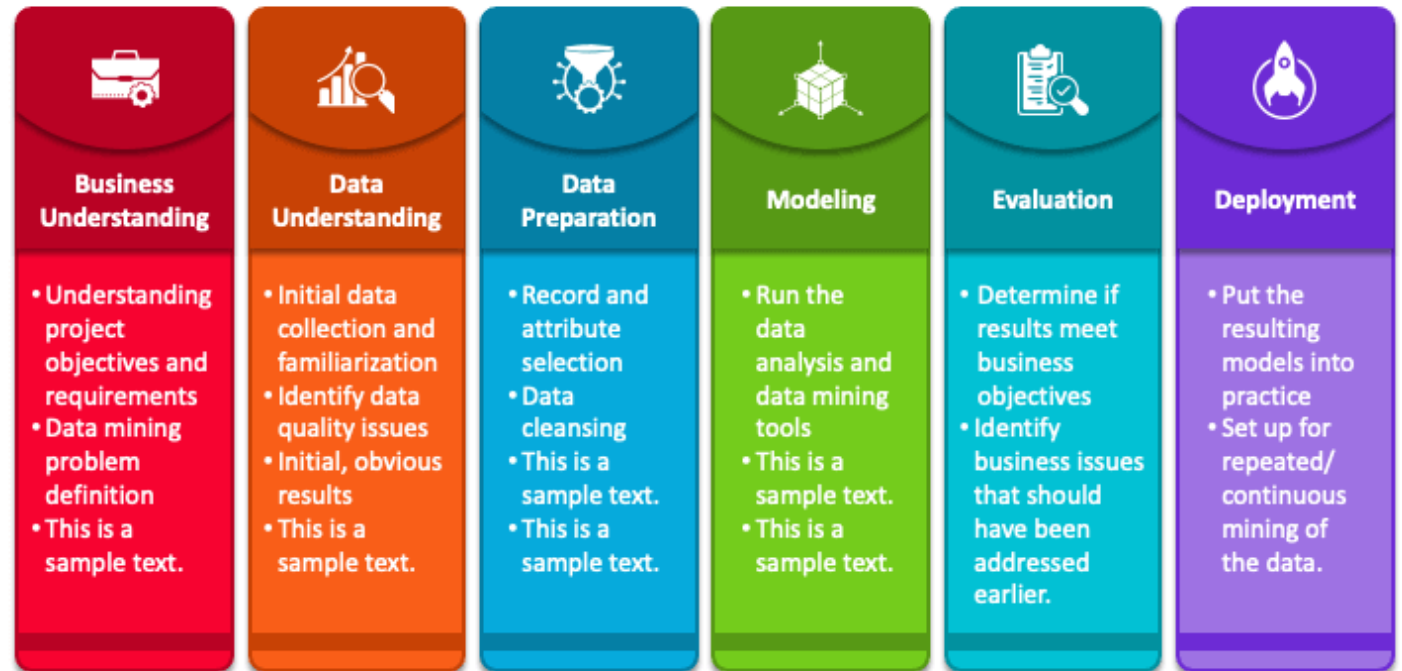 Business
Understanding
• Understanding
project
objectives and
requirements
• Data mining
problem
definition
• This is a
sample text.
Data
Understanding
• Initial data
collection and
familiarization
• Identify data
quality issues
• Initial, obvious
results
• This is a
sample text.
Data
Preparation
• Record and
attribute
selection
• Data
cleansing
• This is a
sample text.
• This is a
sample text.
Modeling
• Run the
data
analysis and
data mining
tools
• This is a
sample text.
• This is a
sample text.
Evaluation
• Determine if
results meet
business
objectives
• Identify
business issues
that should
have been
addressed
earlier.
Deployment
• Put the
resulting
models into
practice
• Set up for
repeated/
continuous
mining of
the data.